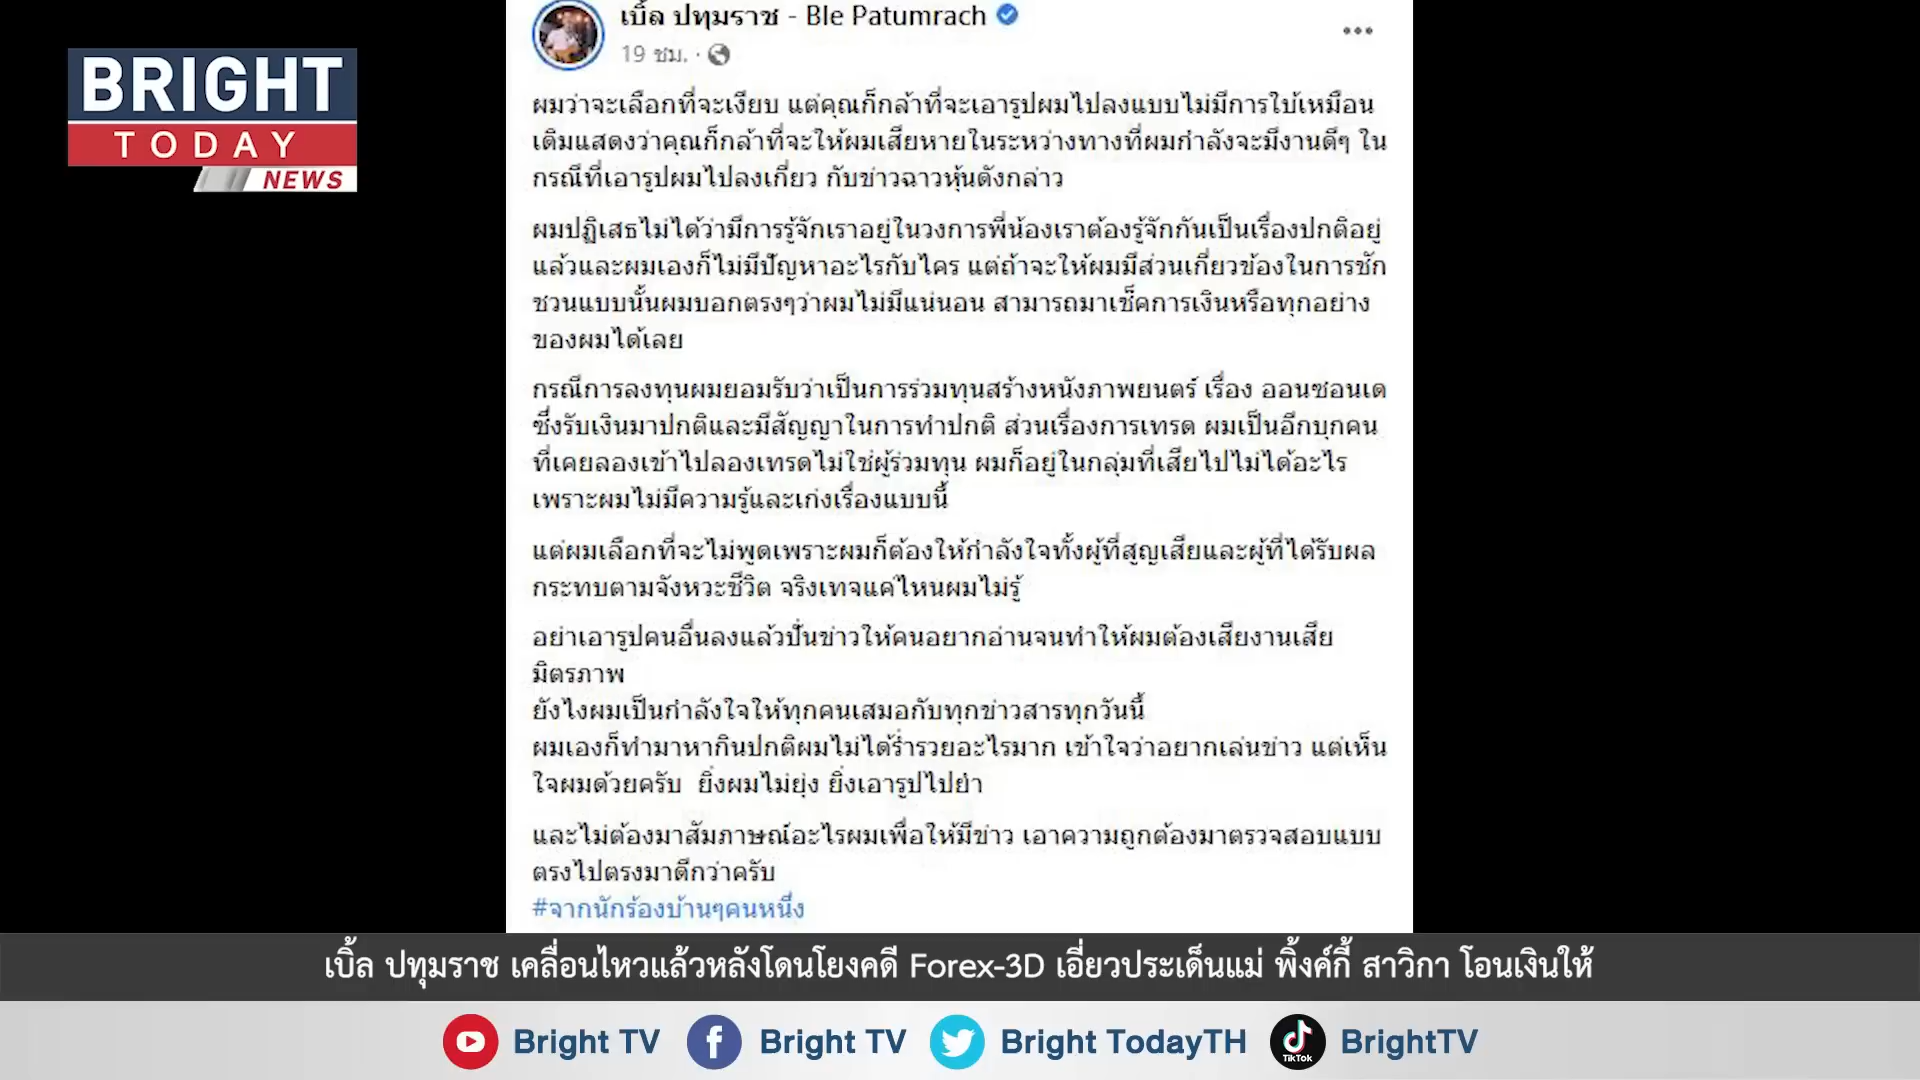 BRIGHT
TODAY
NEWS
เบิ้ล ปทุมราช - Ble Patumrach
19 ชม. ·
ผมว่าจะเลือกที่จะเงียบ แต่คุณก็กล้าที่จะเอารูปผมไปลงแบบไม่มีการใบ้เหมือน
เดิมแสดงว่าคุณก็กล้าที่จะให้ผมเสียหายในระหว่างทางที่ผมกำลังจะมีงานดีๆ ใน
กรณีที่เอารูปผมไปลงเกี่ยว กับข่าวฉาวหุ้นดังกล่าว
ผมปฏิเสธไม่ได้ว่ามีการรู้จักเราอยู่ในวงการพี่น้องเราต้องรู้จักกันเป็นเรื่องปกติอยู่
แล้วและผมเองก็ไม่มีปัญหาอะไรกับไคร แต่ถ้าจะให้ผมมีส่วนเกี่ยวข้องในการชัก
ชวนแบบนั้นผมบอกตรงๆว่าผมไม่มีแน่นอน สามารถมาเช็คการเงินหรือทุกอย่าง
ของผมได้เลย
กรณีการลงทุนผมยอมรับว่าเป็นการร่วมทุนสร้างหนังภาพยนตร์ เรื่อง ออนซอนเด
ซึ่งรับเงินมาปกติและมีสัญญาในการทำปกติ ส่วนเรื่องการเทรด ผมเป็นอีกบุกคน
ที่เคยลองเข้าไปลองเทรดไม่ใช่ผู้ร่วมทุน ผมก็อยู่ในกลุ่มที่เสียไปไม่ได้อะไร
เพราะผมไม่มีความรู้และเก่งเรื่องแบบนี้
แต่ผมเลือกที่จะไม่พูดเพราะผมก็ต้องให้กำลังใจทั้งผู้ที่สูญเสียและผู้ที่ได้รับผล
กระทบตามจังหวะชีวิต จริงเทจแค่ไหนผมไม่รู้
อย่าเอารูปคนอื่นลงแล้วปั่นข่าวให้คนอยากอ่านจนทำให้ผมต้องเสียงานเสีย
มิตรภาพ
ยังไงผมเป็นกำลังใจให้ทุกคนเสมอกับทุกข่าวสารทุกวันนี้
ผมเองก็ทำมาหากินปกติผมไม่ได้ร่ำรวยอะไรมาก เข้าใจว่าอยากเล่นข่าว แต่เห็น
ใจผมด้วยครับ ยิ่งผมไม่ยุ่ง ยิ่งเอารูปไปย่ำ
และไม่ต้องมาสัมภาษณ์อะไรผมเพื่อให้มีข่าว เอาความถูกต้องมาตรวจสอบแบบ
ตรงไปตรงมาดีกว่าครับ
#จากนักร้องบ้านๆคนหนึ่ง
เบิ้ล ปทุมราช เคลื่อนไหวแล้วหลังโดนโยงคดี Forex-3D เอี่ยวประเด็นแม่ พิ้งค์กี้ สาวิกา โอนเงินให้
Bright TV Bright TV Bright TodayTH TikTok BrightTV